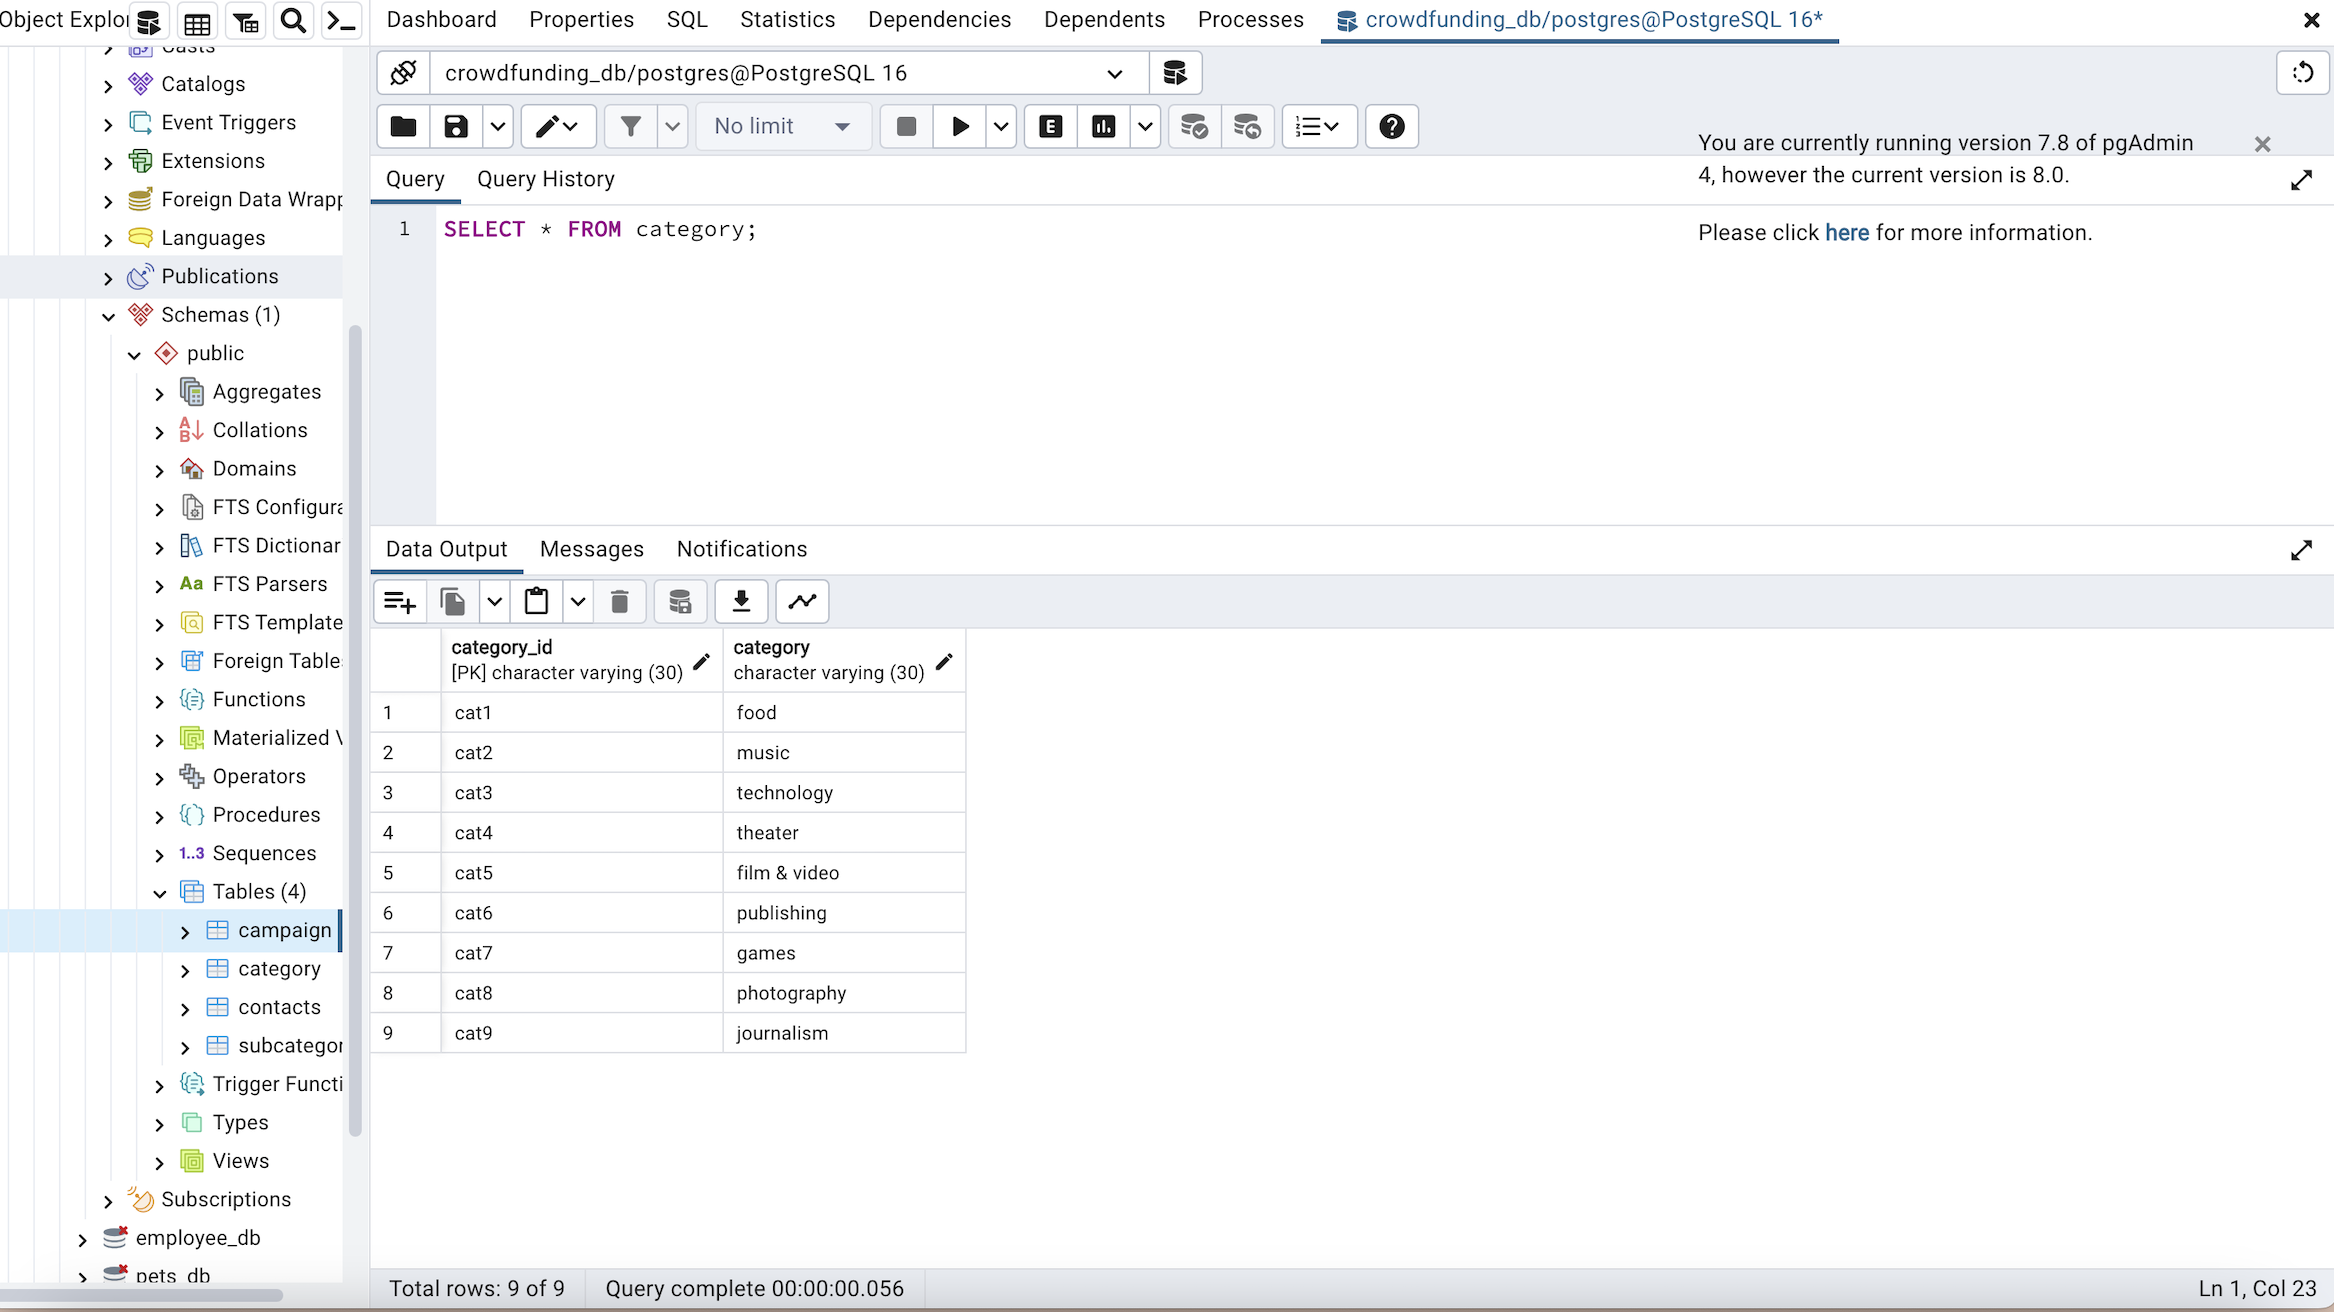 Object Explor
Dashboard Properties SQL Statistics Dependencies Dependents Processes crowdfunding_db/postgres@PostgreSQL 16*
Casts
Catalogs
Event Triggers
Extensions
Foreign Data Wrapp
Languages
Publications
Schemas (1)
public
Aggregates
Collations
Domains
FTS Configura
FTS Dictionar
Aa FTS Parsers
FTS Template
Foreign Table
Functions
Materialized V
Operators
Procedures
1..3 Sequences
Tables (4)
campaign
category
contacts
subcategor
Trigger Functi
Types
Views
Subscriptions
employee_db
pets_db
crowdfunding_db/postgres@PostgreSQL 16
No limit
E
You are currently running version 7.8 of pgAdmin
4, however the current version is 8.0.
Please click here for more information.
Query Query History
1 SELECT * FROM category;
Data Output Messages Notifications
category_id category
[PK] character varying (30) character varying (30)
1 cat1 food
2 cat2 music
3 cat3 technology
4 cat4 theater
5 cat5 film & video
6 cat6 publishing
7 cat7 games
8 cat8 photography
9 cat9 journalism
Total rows: 9 of 9 Query complete 00:00:00.056 Ln 1, Col 23